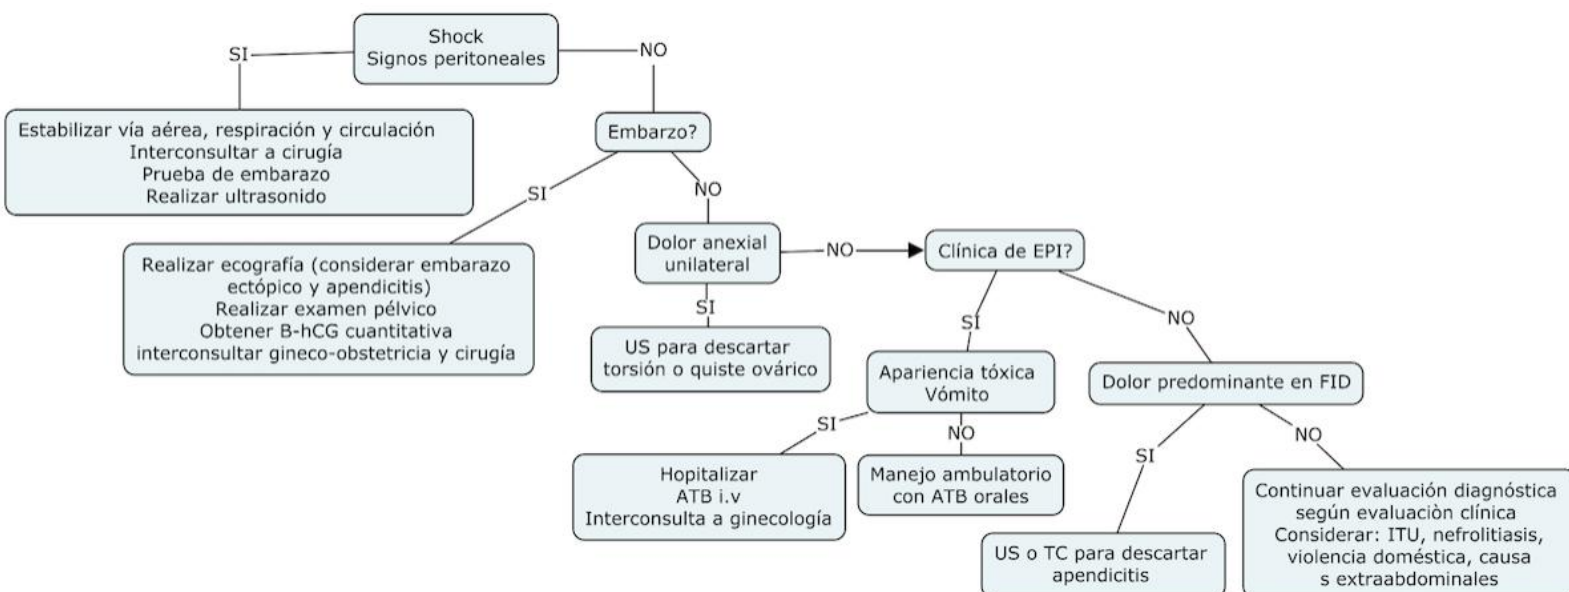 Shock
Signos peritoneales
SI
NO
Estabilizar vía aérea, respiración y circulación
Interconsultar a cirugía
Prueba de embarazo
Realizar ultrasonido
Embarzo?
SI
NO
Realizar ecografía (considerar embarazo
ectópico y apendicitis)
Realizar examen pélvico
Obtener B-hCG cuantitativa
interconsultar gineco-obstetricia y cirugía
Dolor anexial
unilateral
NO
Clínica de EPI?
SI
US para descartar
torsión o quiste ovárico
SI
NO
Apariencia tóxica
Vómito
Dolor predominante en FID
SI
NO
Hopitalizar
ATB i.v
Interconsulta a ginecología
Manejo ambulatorio
con ATB orales
SI
NO
US o TC para descartar
apendicitis
Continuar evaluación diagnóstica
según evaluaciòn clínica
Considerar: ITU, nefrolitiasis,
violencia doméstica, causa
s extraabdominales